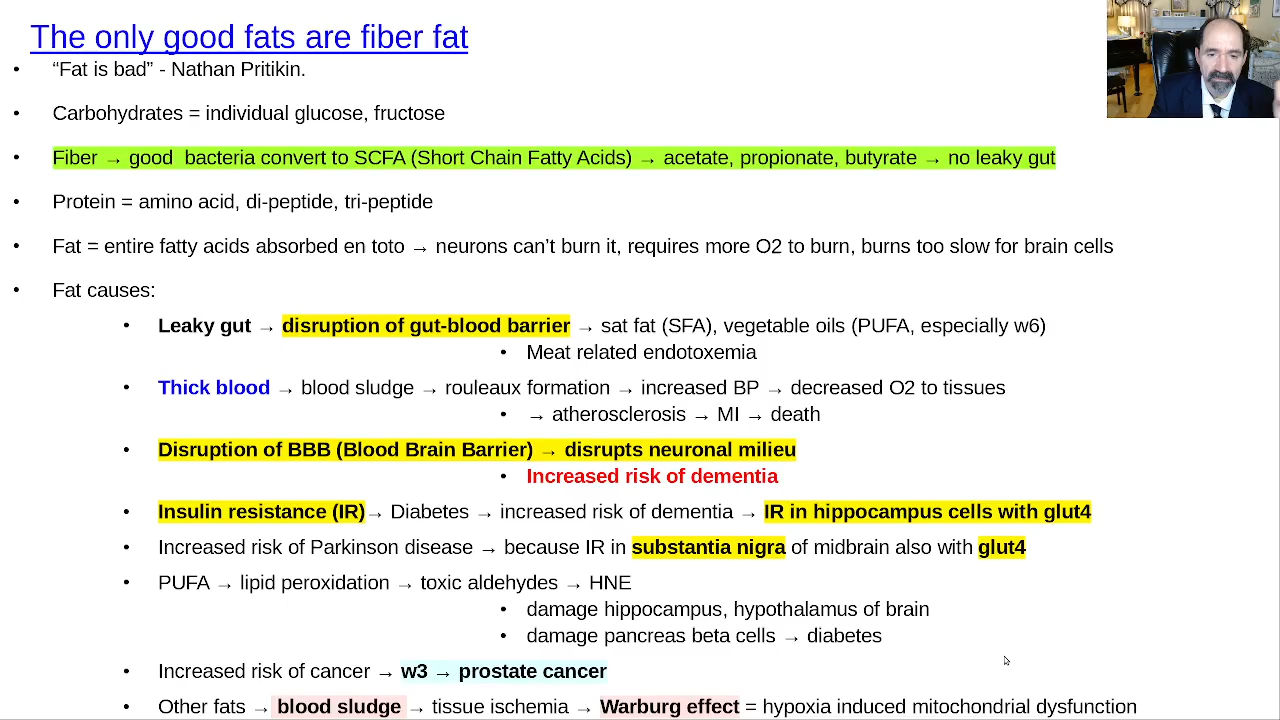 The only good fats are fiber fat
• “Fat is bad” - Nathan Pritikin.
• Carbohydrates = individual glucose, fructose
• Fiber → good  bacteria convert to SCFA (Short Chain Fatty Acids) → acetate, propionate, butyrate → no leaky gut
• Protein = amino acid, di-peptide, tri-peptide
• Fat = entire fatty acids absorbed en toto → neurons can’t burn it, requires more O2 to burn, burns too slow for brain cells
• Fat causes:
• Leaky gut → disruption of gut-blood barrier → sat fat (SFA), vegetable oils (PUFA, especially w6)
• Meat related endotoxemia
• Thick blood → blood sludge → rouleaux formation → increased BP → decreased O2 to tissues
• → atherosclerosis → MI → death
• Disruption of BBB (Blood Brain Barrier) → disrupts neuronal milieu
• Increased risk of dementia
• Insulin resistance (IR)→ Diabetes → increased risk of dementia → IR in hippocampus cells with glut4
• Increased risk of Parkinson disease → because IR in substantia nigra of midbrain also with glut4
• PUFA → lipid peroxidation → toxic aldehydes → HNE
• damage hippocampus, hypothalamus of brain
• damage pancreas beta cells → diabetes
• Increased risk of cancer → w3 → prostate cancer
• Other fats → blood sludge → tissue ischemia → Warburg effect = hypoxia induced mitochondrial dysfunction